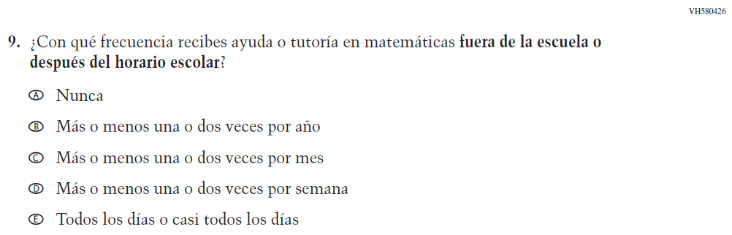 VH580426
9. ¿Con qué frecuencia recibes ayuda o tutoría en matemáticas fuera de la escuela o
después del horario escolar?
A Nunca
B Más o menos una o dos veces por año
C Más o menos una o dos veces por mes
D Más o menos una o dos veces por semana
E Todos los días o casi todos los días